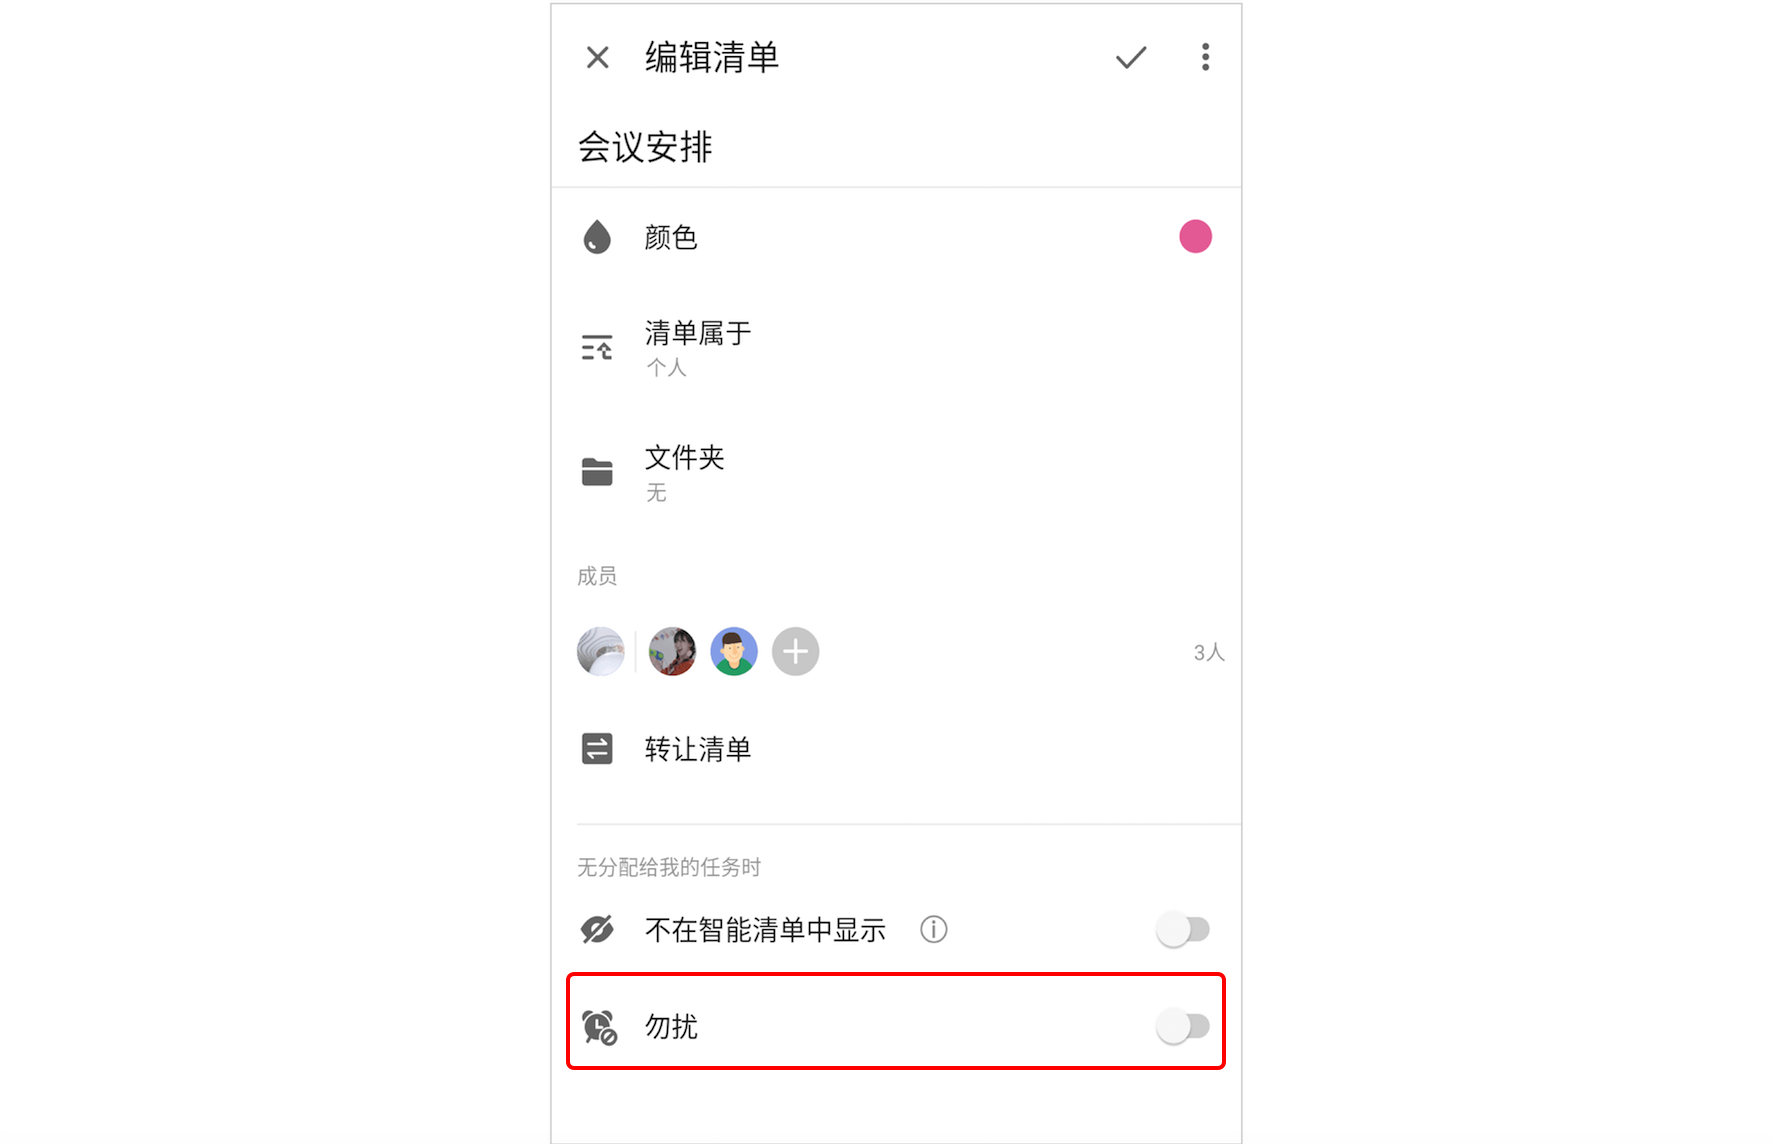 编辑清单
会议安排
颜色
清单属于
个人
文件夹
无
成员
3人
转让清单
无分配给我的任务时
不在智能清单中显示
勿扰